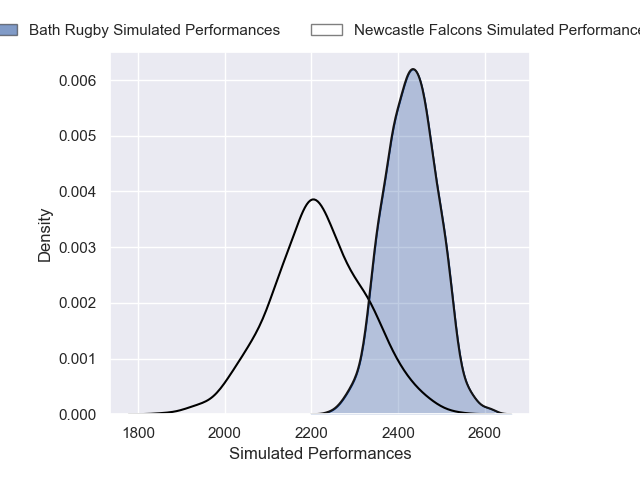 Bath Rugby Simulated Performances Newcastle Falcons Simulated Performance
0.006
0.005
0.004
0.003
0.002
0.001
0.000
Density
1800 2000 2200 2400 2600
Simulated Performances